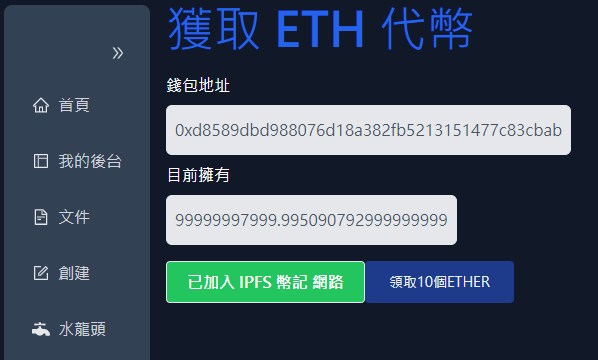 獲取 ETH 代幣
錢包地址
0xd8589dbd988076d18a382fb5213151477c83cbab
目前擁有
99999997999.995090792999999999
已加入 IPFS 幣記 網路
領取10個ETHER
»
首頁
我的後台
文件
創建
水龍頭